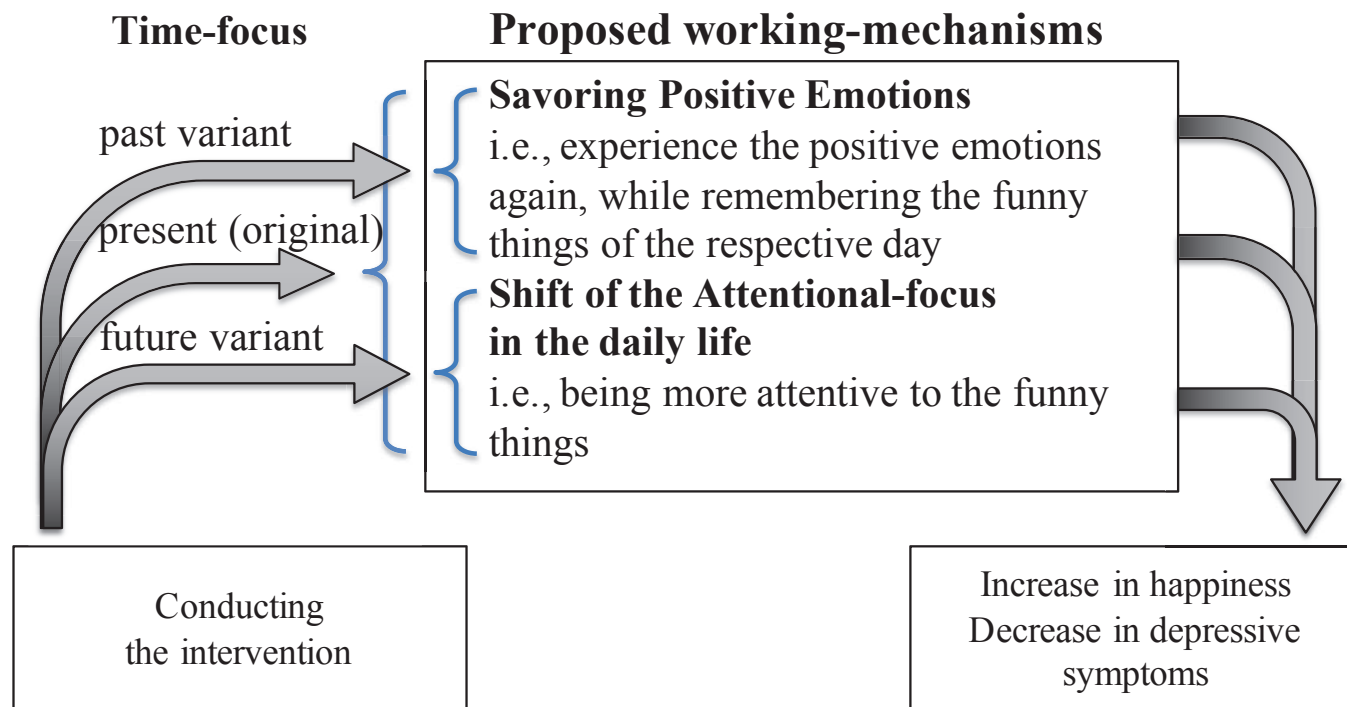 Time-focus
Proposed working-mechanisms
past variant
present (original)
future variant
Savoring Positive Emotions
i.e., experience the positive emotions
again, while remembering the funny
things of the respective day
Shift of the Attentional-focus
in the daily life
i.e., being more attentive to the funny
things
Conducting
the intervention
Increase in happiness
Decrease in depressive
symptoms